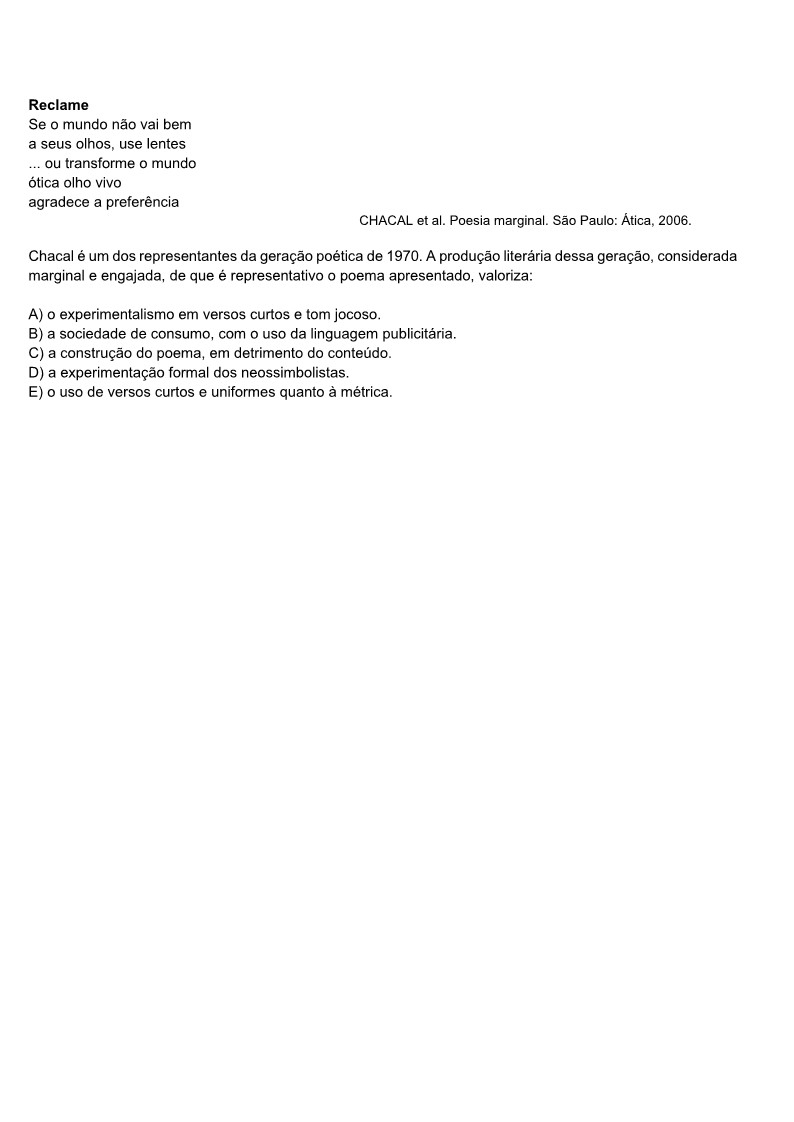 Reclame
Se o mundo não vai bem
a seus olhos, use lentes
... ou transforme o mundo
ótica olho vivo
agradece a preferência
CHACAL et al. Poesia marginal. São Paulo: Ática, 2006.
Chacal é um dos representantes da geração poética de 1970. A produção literária dessa geração, considerada
marginal e engajada, de que é representativo o poema apresentado, valoriza:
A) o experimentalismo em versos curtos e tom jocoso.
B) a sociedade de consumo, com o uso da linguagem publicitária.
C) a construção do poema, em detrimento do conteúdo.
D) a experimentação formal dos neossimbolistas.
E) o uso de versos curtos e uniformes quanto à métrica.